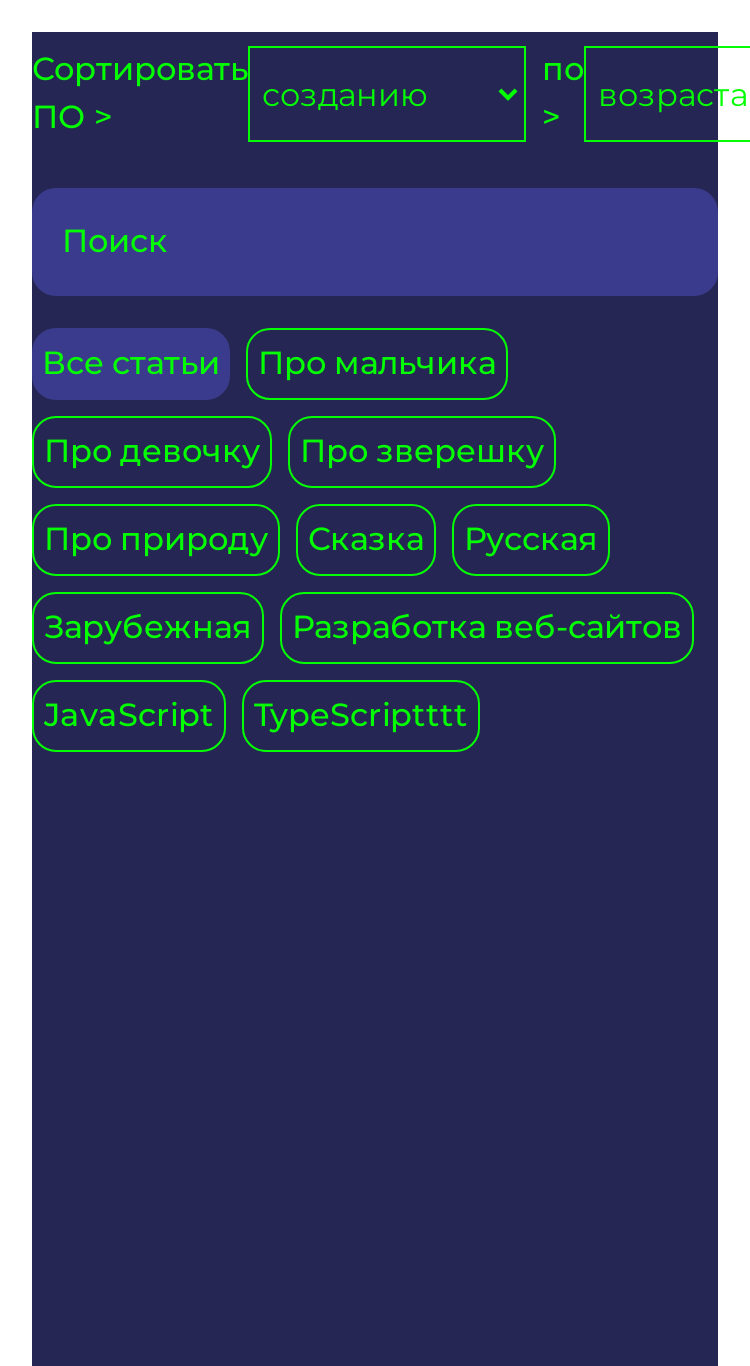 Сортировать
ПО >
созданию
по
>
возраста
Поиск
Все статьи
Про мальчика
Про девочку
Про зверешку
Про природу
Сказка
Русская
Зарубежная
Разработка веб-сайтов
JavaScript
TypeScriptttt